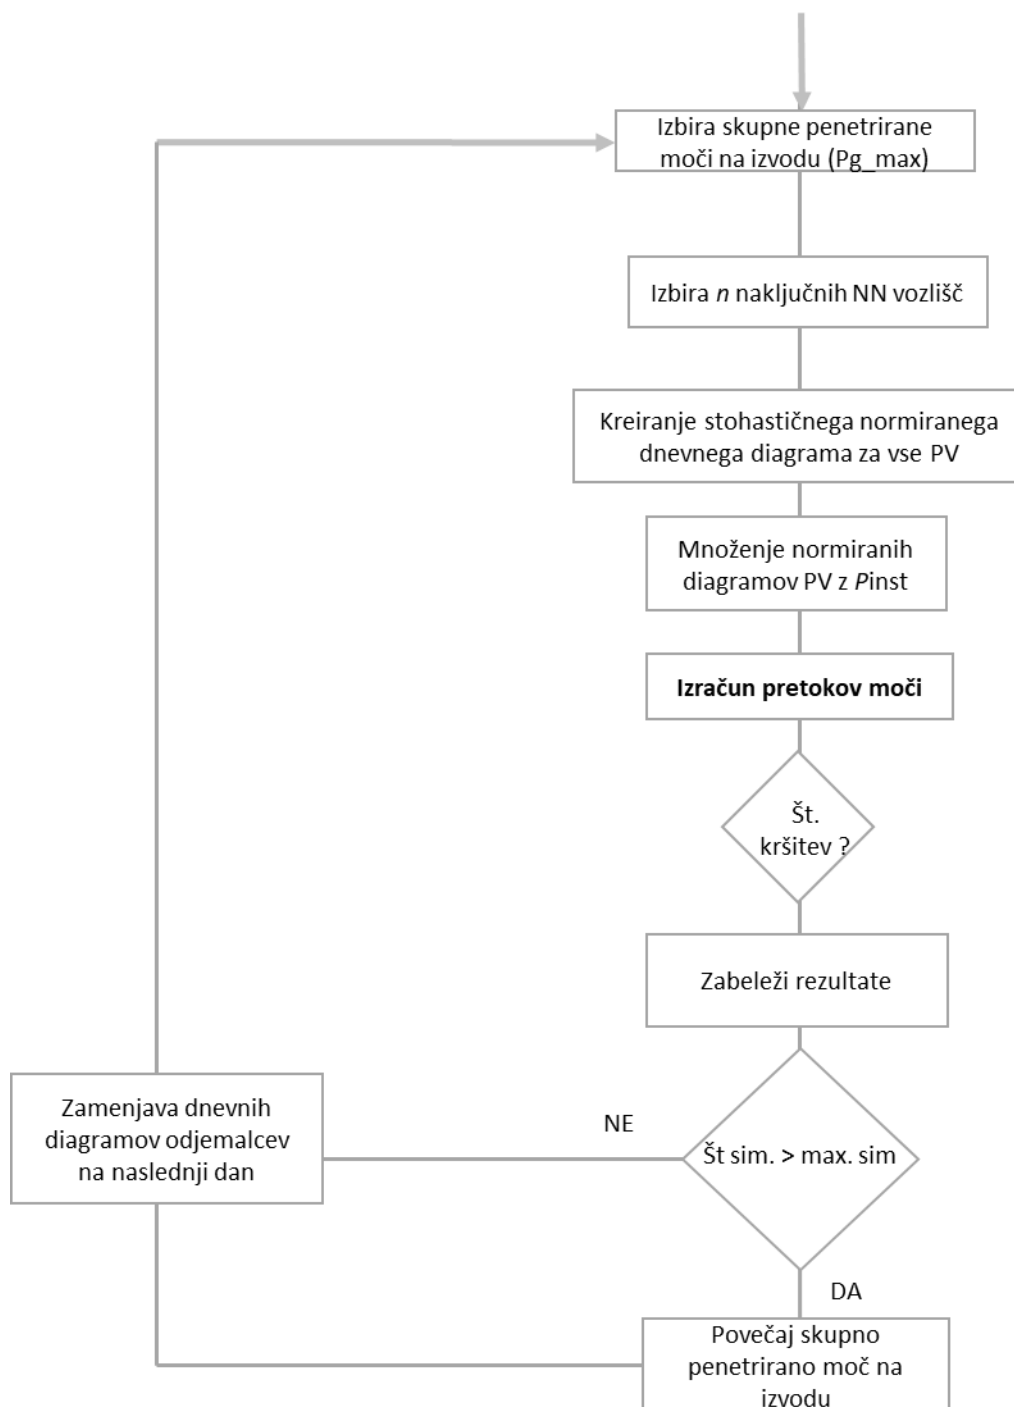 Izbira skupne penetrirane
moči na izvodu (Pg_max)
Izbira n naključnih NN vozlišč
Kreiranje stohastičnega normiranega
dnevnega diagrama za vse PV
Množenje normiranih
diagramov PV z Pinst
Izračun pretokov moči
Št.
kršitev ?
Zabeleži rezultate
Zamenjava dnevnih
diagramov odjemalcev
na naslednji dan
NE
Št sim. > max. sim
DA
Povečaj skupno
penetrirano moč na
izvodu